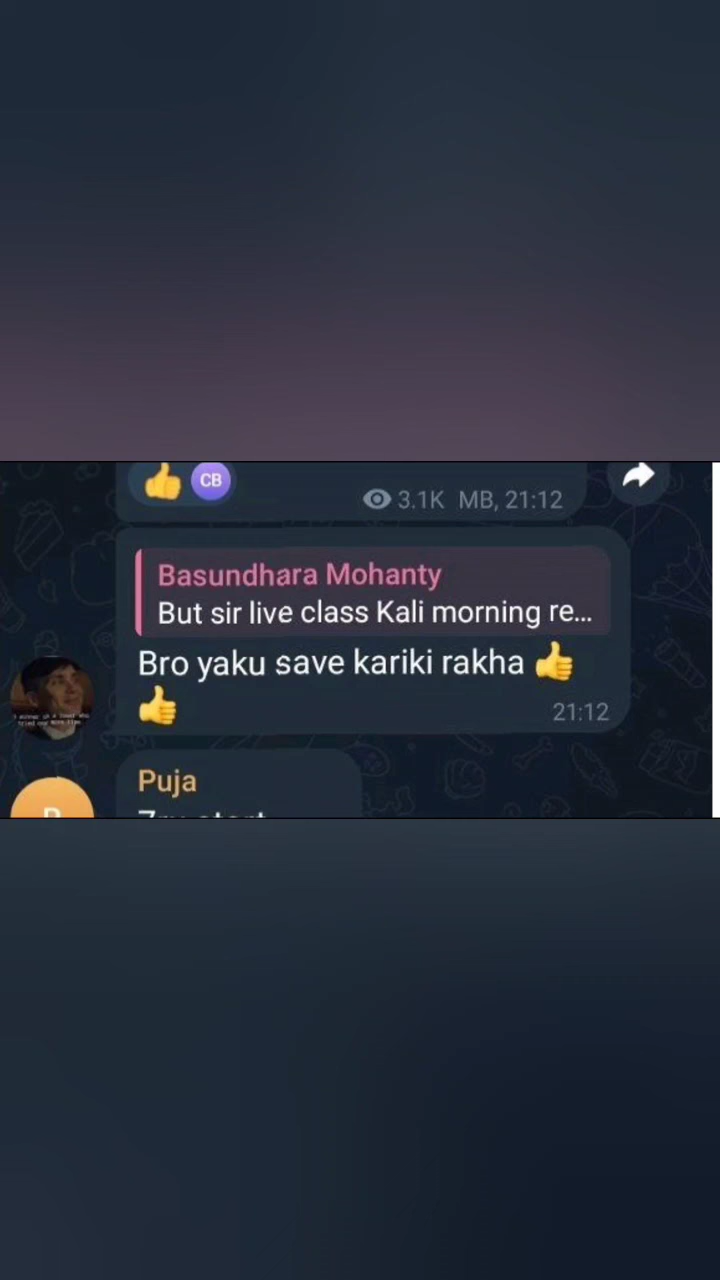 CB
3.1K MB, 21:12
Basundhara Mohanty
But sir live class Kali morning re...
Bro yaku save kariki rakha 👍
👍
21:12
Puja